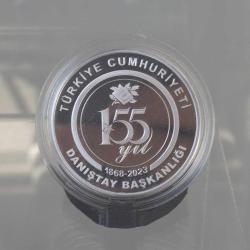 TÜRKİYE CUMHURİYETİ
155
yıl
1868-2023
DANIŞTAY BAŞKANLIĞI